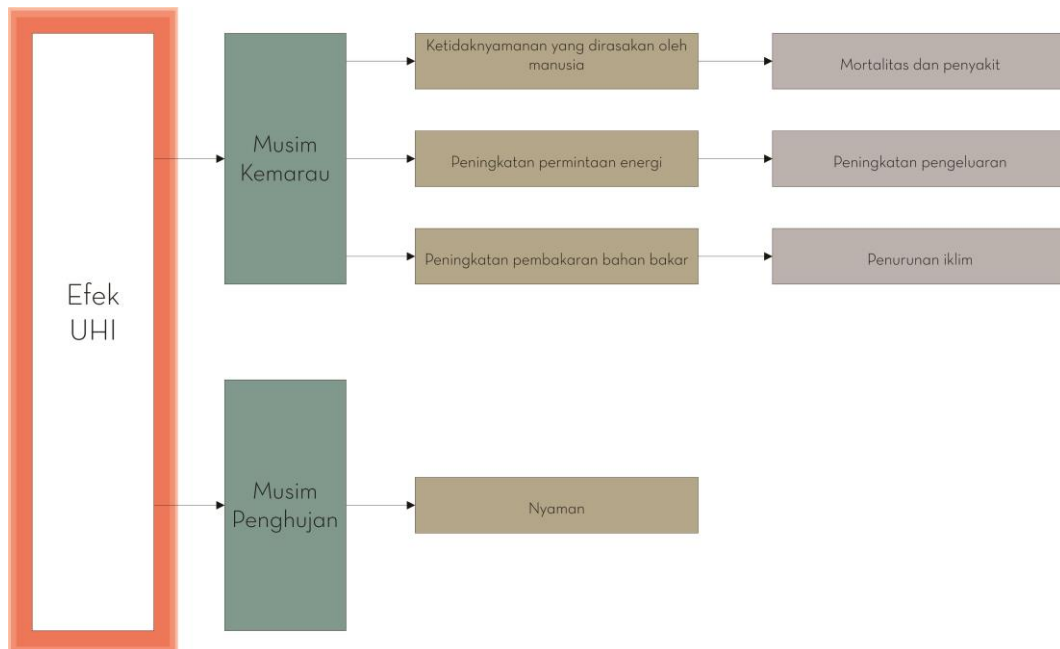 Efek
UHI
Musim
Kemarau
Ketidaknyamanan yang dirasakan oleh
manusia
Mortalitas dan penyakit
Peningkatan permintaan energi
Peningkatan pengeluaran
Peningkatan pembakaran bahan bakar
Penurunan iklim
Musim
Penghujan
Nyaman